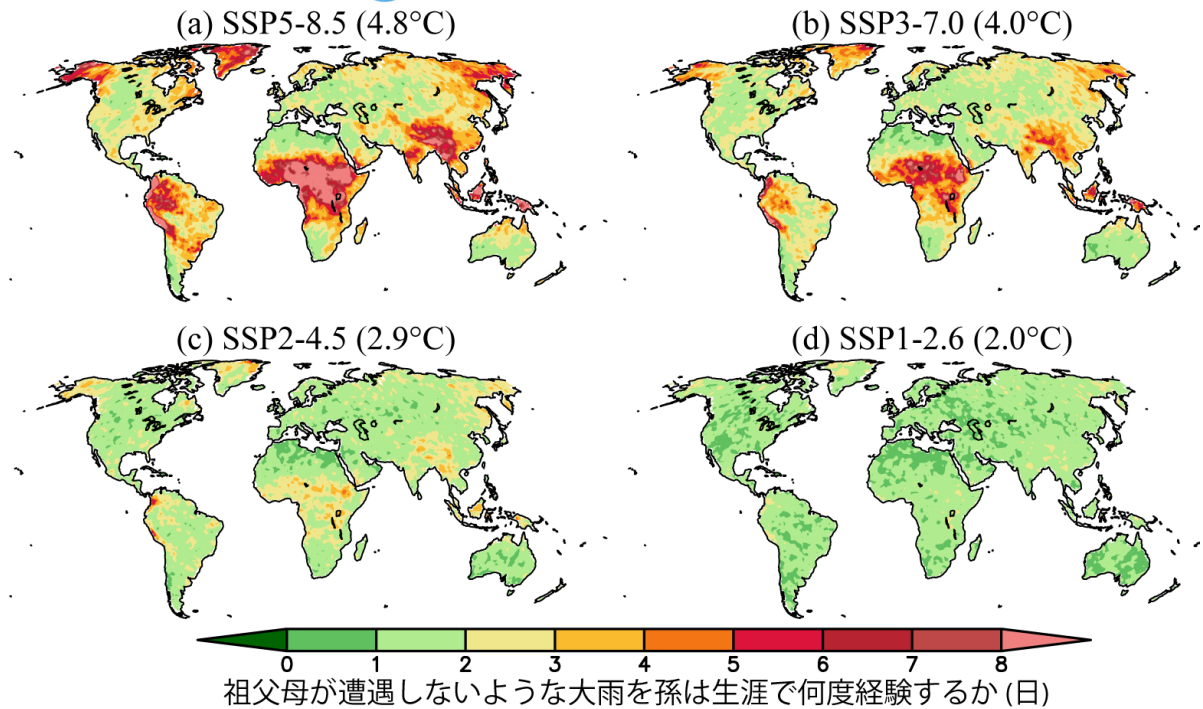 (a) SSP5-8.5 (4.8°C)
(b) SSP3-7.0 (4.0°C)
(c) SSP2-4.5 (2.9°C)
(d) SSP1-2.6 (2.0°C)
0 1 2 3 4 5 6 7 8
祖父母が遭遇しないような大雨を孫は生涯で何度経験するか (日)